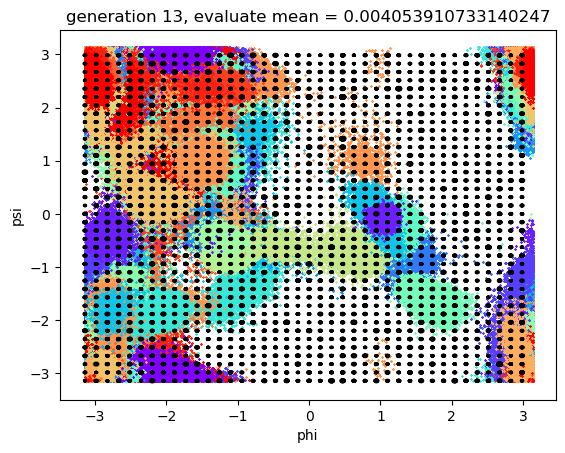 generation 13, evaluate mean = 0.004053910733140247
3
2
1
0
−1
−2
−3
psi
−3 −2 −1 0 1 2 3
phi